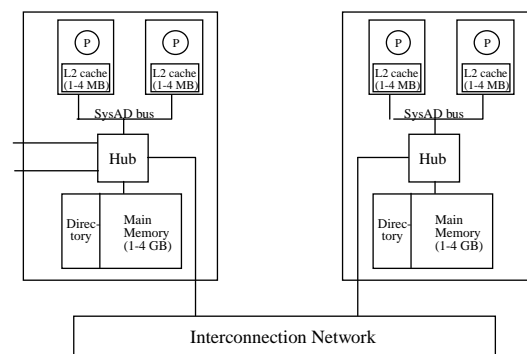 P
P
L2 cache
(1-4 MB)
L2 cache
(1-4 MB)
SysAD bus
Hub
Direc-
tory
Main
Memory
(1-4 GB)
P
P
L2 cache
(1-4 MB)
L2 cache
(1-4 MB)
SysAD bus
Hub
Direc-
tory
Main
Memory
(1-4 GB)
Interconnection Network